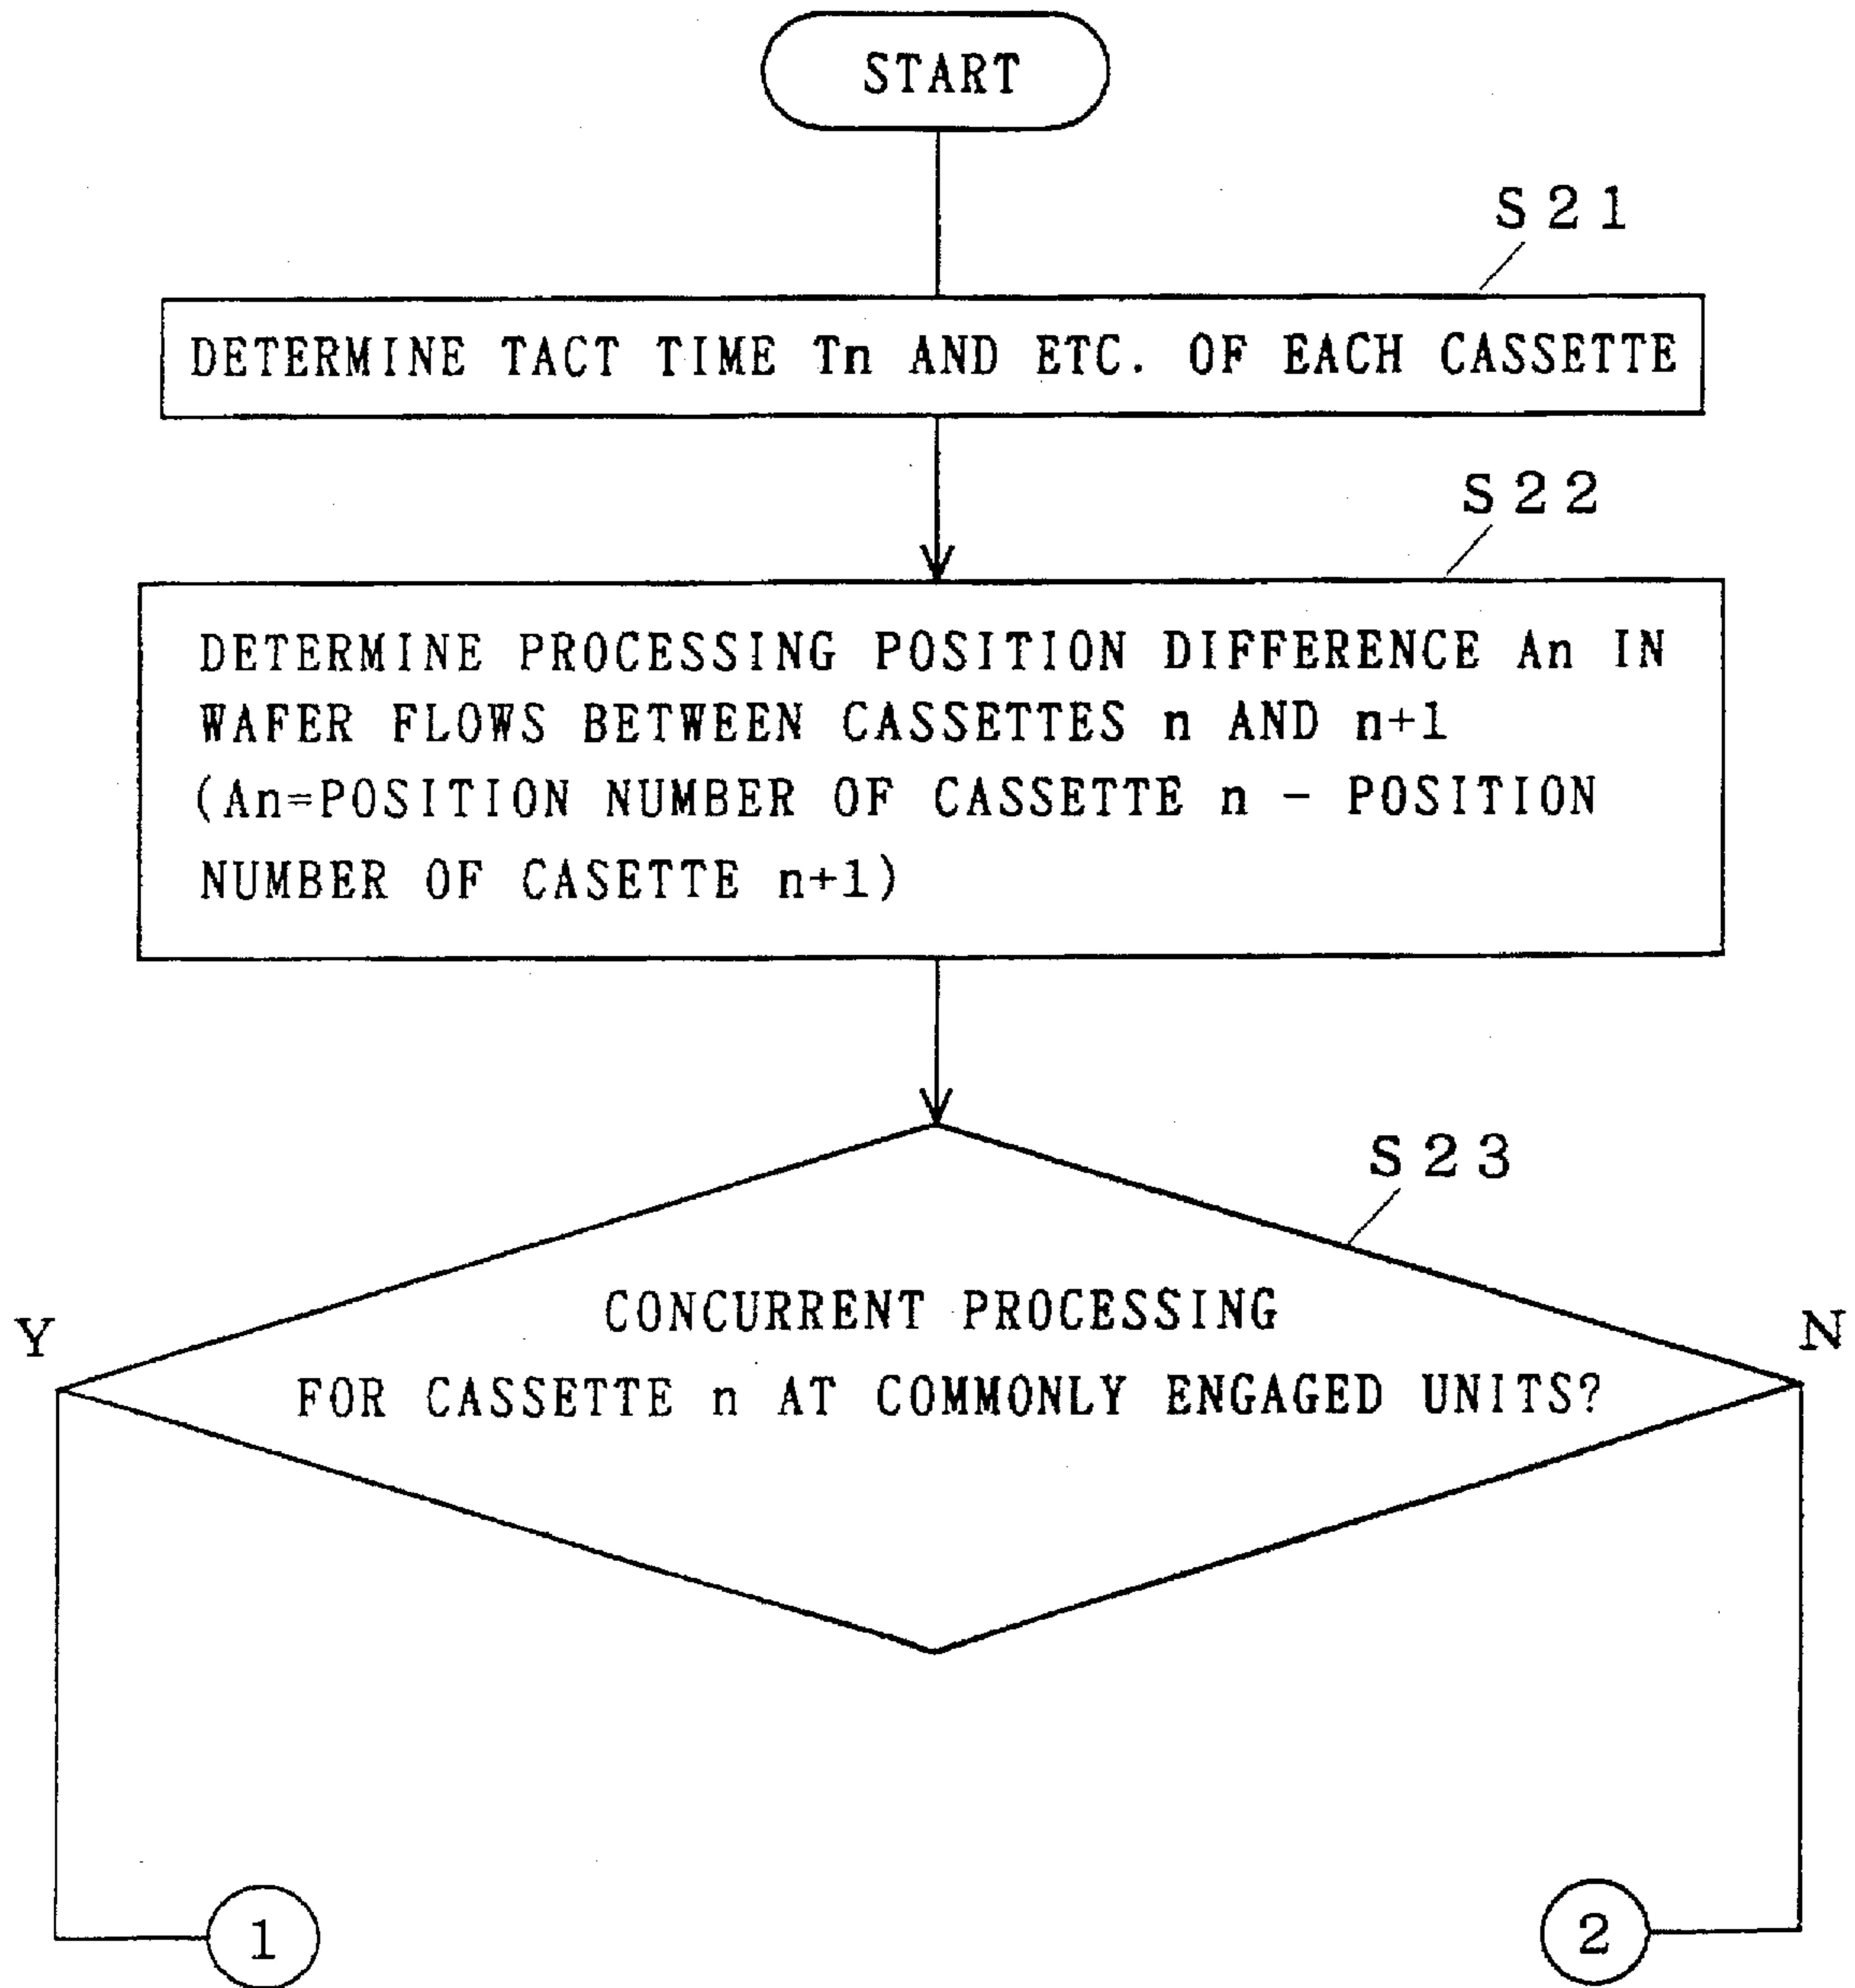 START
S21
DETERMINE TACT TIME Tn AND ETC. OF EACH CASSETTE
S22
DETERMINE PROCESSING POSITION DIFFERENCE An IN
WAFER FLOWS BETWEEN CASSETTES n AND n+1
(An=POSITION NUMBER OF CASSETTE n - POSITION
NUMBER OF CASETTE n+1)
S23
CONCURRENT PROCESSING
FOR CASSETTE n AT COMMONLY ENGAGED UNITS?
Y
N
1
2